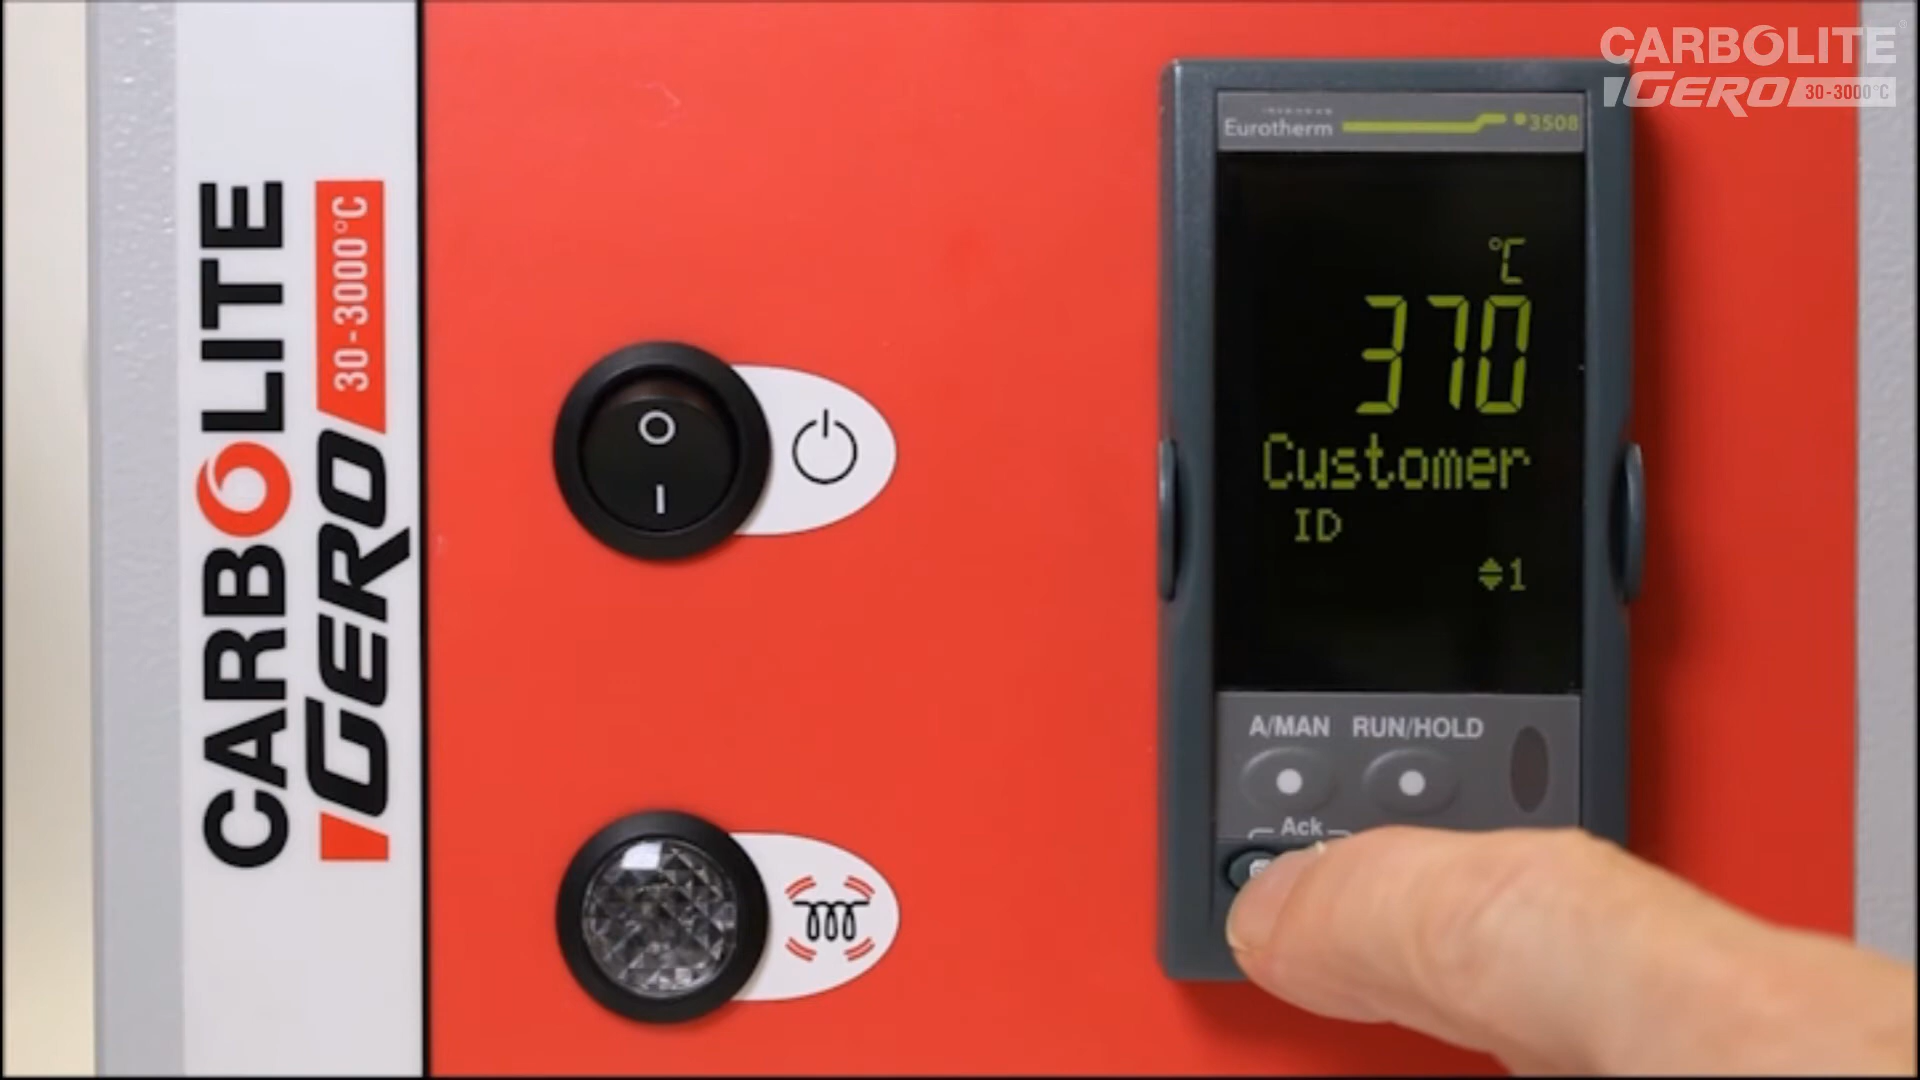 CARBOLITE
GERO 30-3000°C
CARBOLITE
GERO 30-3000°C
Eurotherm 3508
°C
370
Customer
ID
1
A/MAN RUN/HOLD
Ack